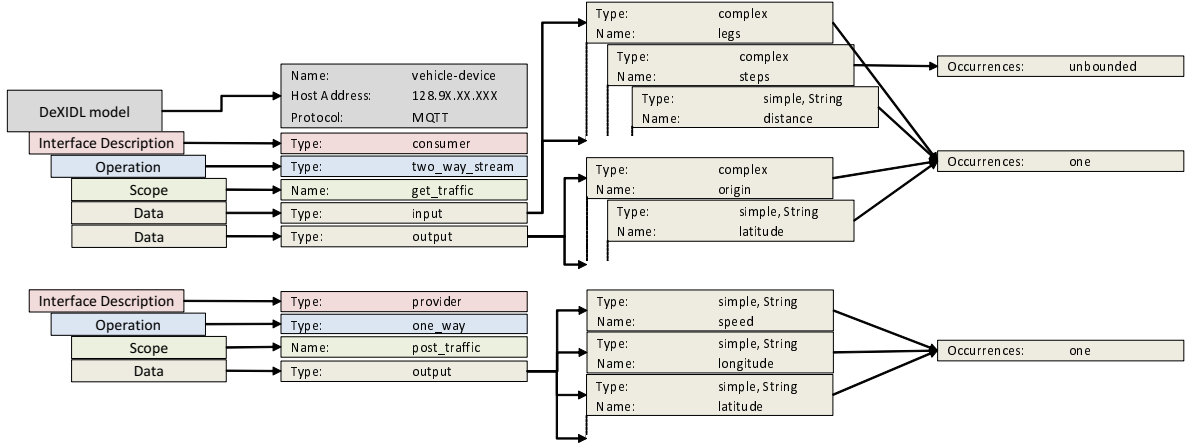 Type: complex
Name: legs
Type: complex
Name: steps
Occurrences: unbounded
Name: vehicle-device
Host Address: 128.9X.XX.XXX
Protocol: MQTT
DeXIDL model
Type: simple, String
Name: distance
Interface Description
Type: consumer
Operation
Type: two_way_stream
Occurrences: one
Type: complex
Name: origin
Scope
Name: get_traffic
Data
Type: input
Type: simple, String
Name: latitude
Data
Type: output
Interface Description
Type: provider
Type: simple, String
Name: speed
Operation
Type: one_way
Scope
Name: post_traffic
Type: simple, String
Name: longitude
Occurrences: one
Data
Type: output
Type: simple, String
Name: latitude